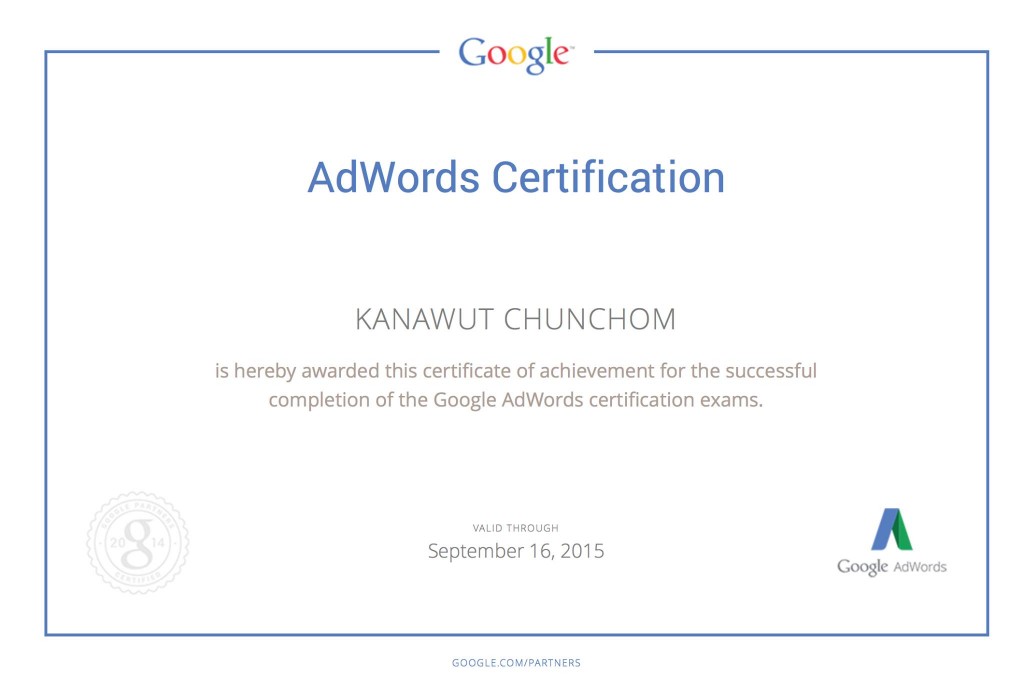 Google™
AdWords Certification
KANAWUT CHUNCHOM
is hereby awarded this certificate of achievement for the successful
completion of the Google AdWords certification exams.
GOOGLE PARTNERS
20 g 14
CERTIFIED
VALID THROUGH
September 16, 2015
Google AdWords
GOOGLE.COM/PARTNERS